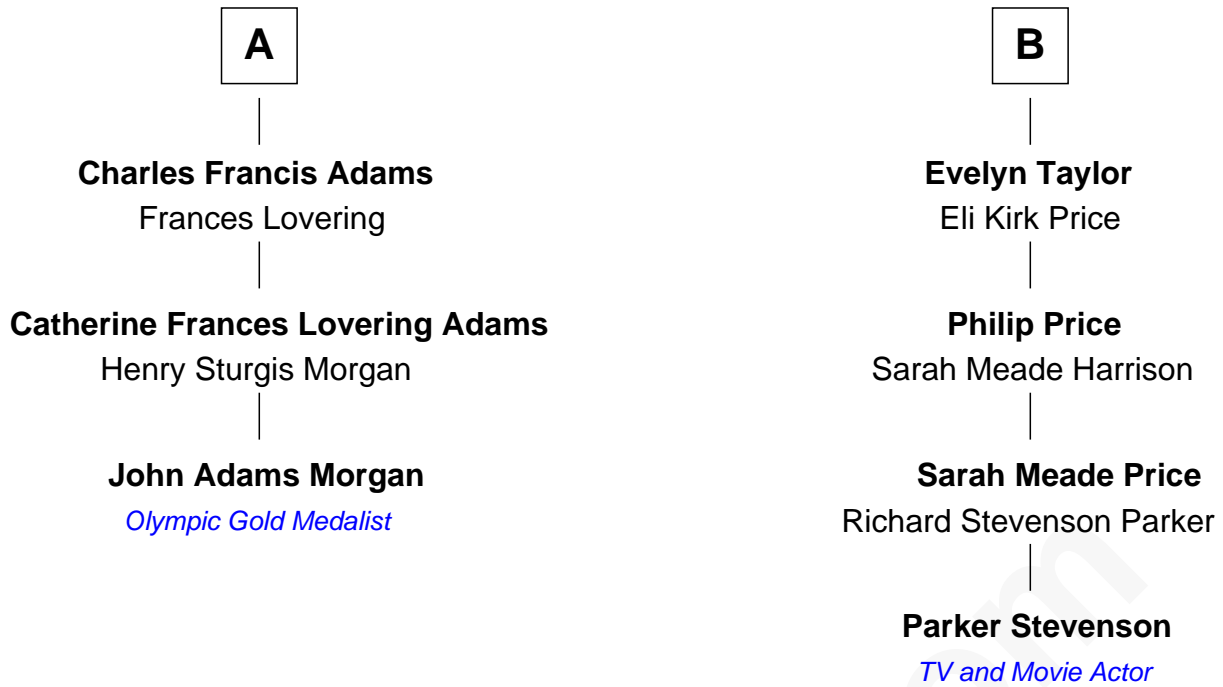 A
Charles Francis Adams
Frances Lovering
Catherine Frances Lovering Adams
Henry Sturgis Morgan
John Adams Morgan
Olympic Gold Medalist
B
Evelyn Taylor
Eli Kirk Price
Philip Price
Sarah Meade Harrison
Sarah Meade Price
Richard Stevenson Parker
Parker Stevenson
TV and Movie Actor